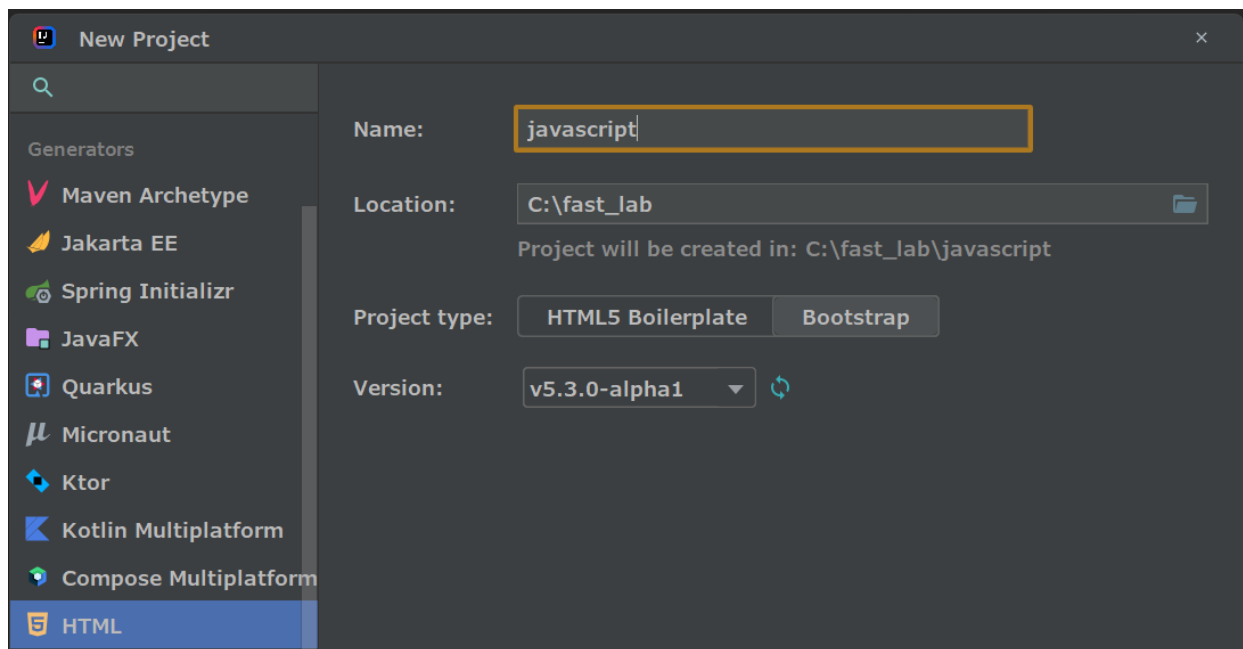 New Project
Generators
Maven Archetype
Jakarta EE
Spring Initializr
JavaFX
Quarkus
Micronaut
Ktor
Kotlin Multiplatform
Compose Multiplatform
HTML
Name: javascript
Location: C:\fast_lab
Project will be created in: C:\fast_lab\javascript
Project type: HTML5 Boilerplate Bootstrap
Version: v5.3.0-alpha1